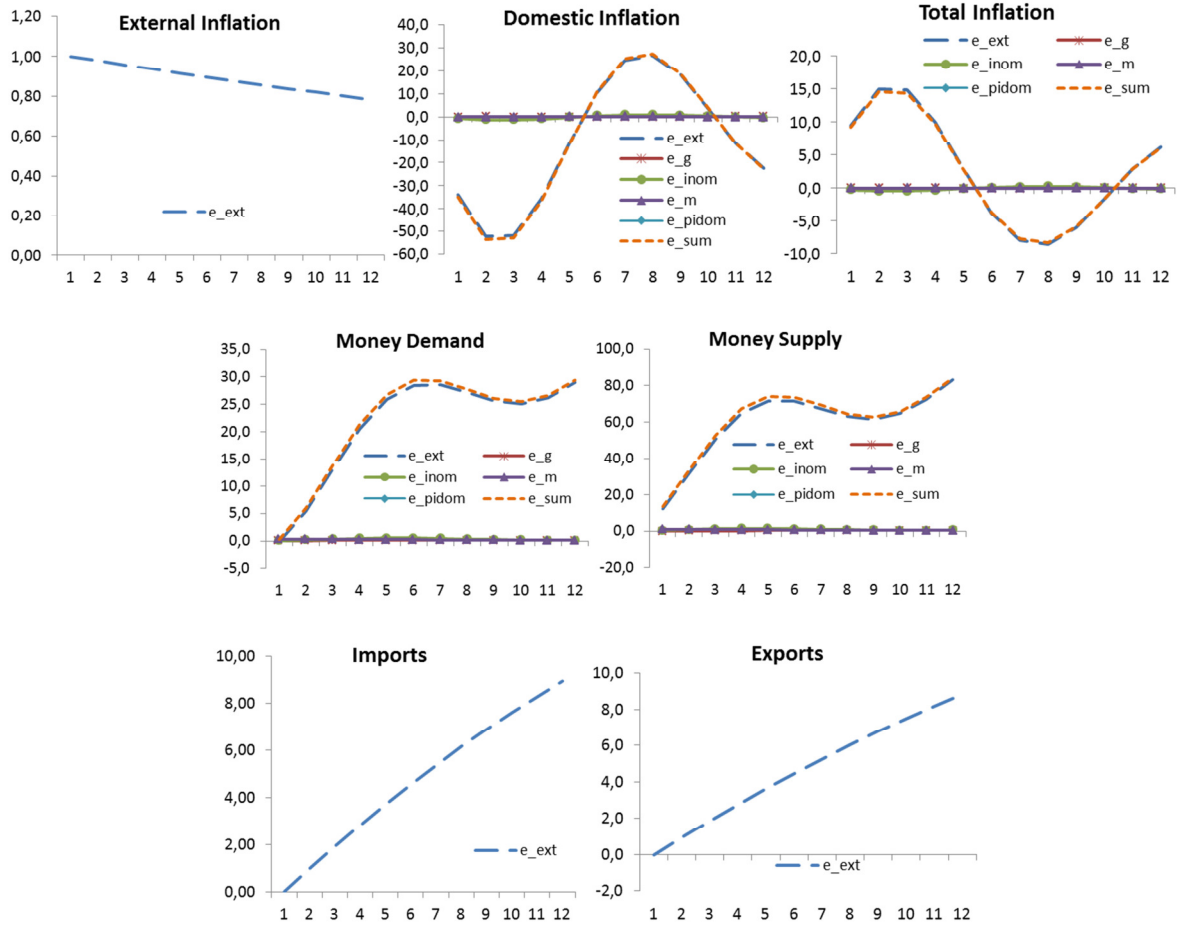 External Inflation
1,20
1,00
0,80
0,60
0,40
0,20
0,00
e_ext
1 2 3 4 5 6 7 8 9 10 11 12
Domestic Inflation
40,0
30,0
20,0
10,0
0,0
-10,0
-20,0
-30,0
-40,0
-50,0
-60,0
e_ext
e_g
e_inom
e_m
e_pidom
e_sum
1 2 3 4 5 6 7 8 9 10 11 12
Total Inflation
e_ext e_g
e_inom e_m
e_pidom e_sum
20,0
15,0
10,0
5,0
0,0
-5,0
-10,0
1 2 3 4 5 6 7 8 9 10 11 12
Money Demand
35,0
30,0
25,0
20,0
15,0
10,0
5,0
0,0
-5,0
e_ext e_g
e_inom e_m
e_pidom e_sum
1 2 3 4 5 6 7 8 9 10 11 12
Money Supply
100,0
80,0
60,0
40,0
20,0
0,0
-20,0
e_ext e_g
e_inom e_m
e_pidom e_sum
1 2 3 4 5 6 7 8 9 10 11 12
Imports
10,00
8,00
6,00
4,00
2,00
0,00
e_ext
1 2 3 4 5 6 7 8 9 10 11 12
Exports
10,0
8,0
6,0
4,0
2,0
0,0
-2,0
e_ext
1 2 3 4 5 6 7 8 9 10 11 12